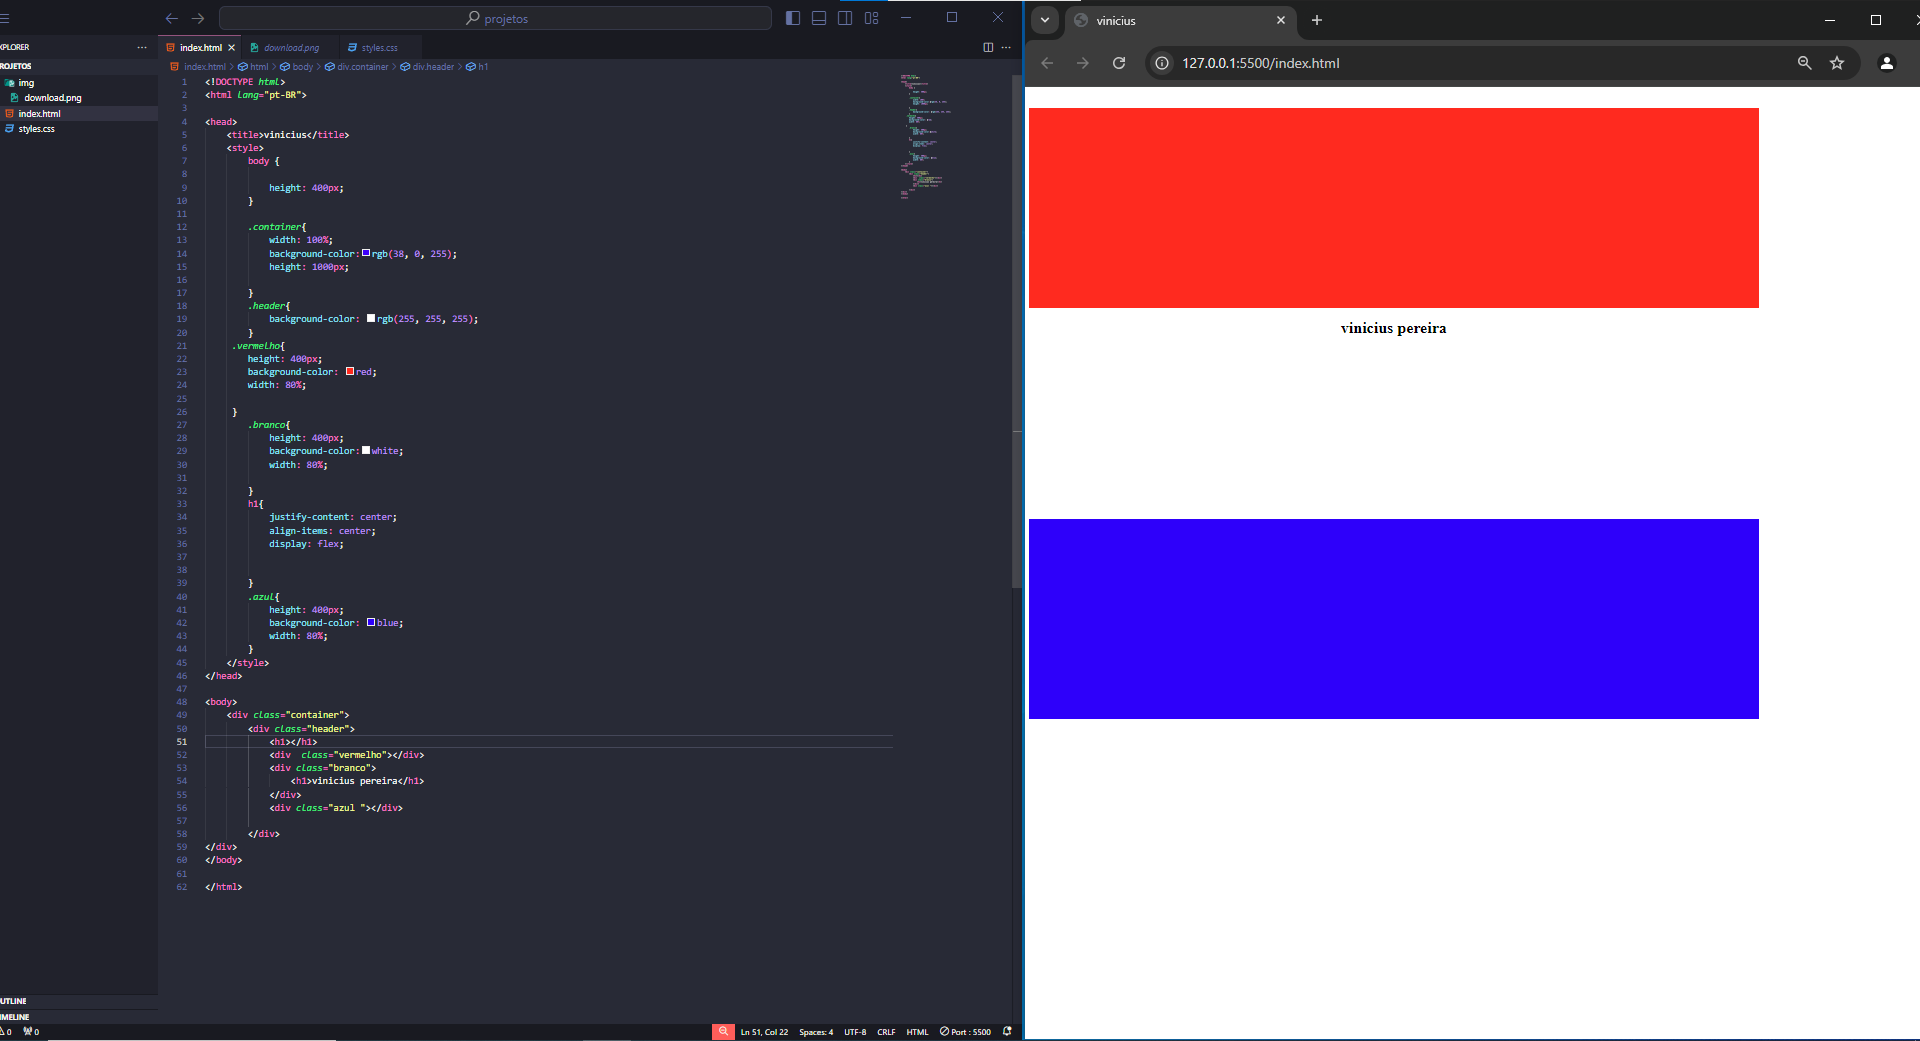 projetos
XPLORER
ROJETOS
img
download.png
index.html
styles.css
index.html
download.png
styles.css
index.html > html > body > div.container > div.header > h1
1 <!DOCTYPE html>
2 <html lang="pt-BR">
3
4 <head>
5 <title>vinicius</title>
6 <style>
7 body {
8
9 height: 400px;
10 }
11
12 .container{
13 width: 100%;
14 background-color: rgb(38, 0, 255);
15 height: 1000px;
16
17 }
18 .header{
19 background-color: rgb(255, 255, 255);
20 }
21 .vermelho{
22 height: 400px;
23 background-color: red;
24 width: 80%;
25
26 }
27 .branco{
28 height: 400px;
29 background-color: white;
30 width: 80%;
31
32 }
33 h1{
34 justify-content: center;
35 align-items: center;
36 display: flex;
37
38
39 }
40 .azul{
41 height: 400px;
42 background-color: blue;
43 width: 80%;
44 }
45 </style>
46 </head>
47
48 <body>
49 <div class="container">
50 <div class="header">
51 <h1></h1>
52 <div  class="vermelho"></div>
53 <div class="branco">
54 <h1>vinicius pereira</h1>
55 </div>
56 <div class="azul "></div>
57
58 </div>
59 </div>
60 </body>
61
62 </html>
UTLINE
IMELINE
0 0
Ln 51, Col 22 Spaces: 4 UTF-8 CRLF HTML Port : 5500
vinicius
127.0.0.1:5500/index.html
vinicius pereira